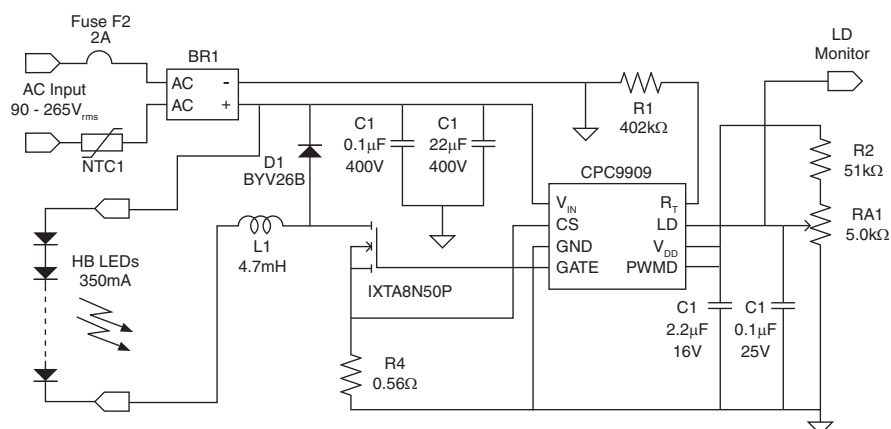 Fuse F2
2A
BR1
AC
-
AC
+
AC Input
90 - 265Vrms
NTC1
LD
Monitor
R1
402kΩ
C1
0.1μF
400V
C1
22μF
400V
D1
BYV26B
CPC9909
VIN
CS
GND
GATE
RT
LD
VDD
PWMD
R2
51kΩ
RA1
5.0kΩ
L1
4.7mH
HB LEDs
350mA
IXTA8N50P
C1
2.2μF
16V
C1
0.1μF
25V
R4
0.56Ω